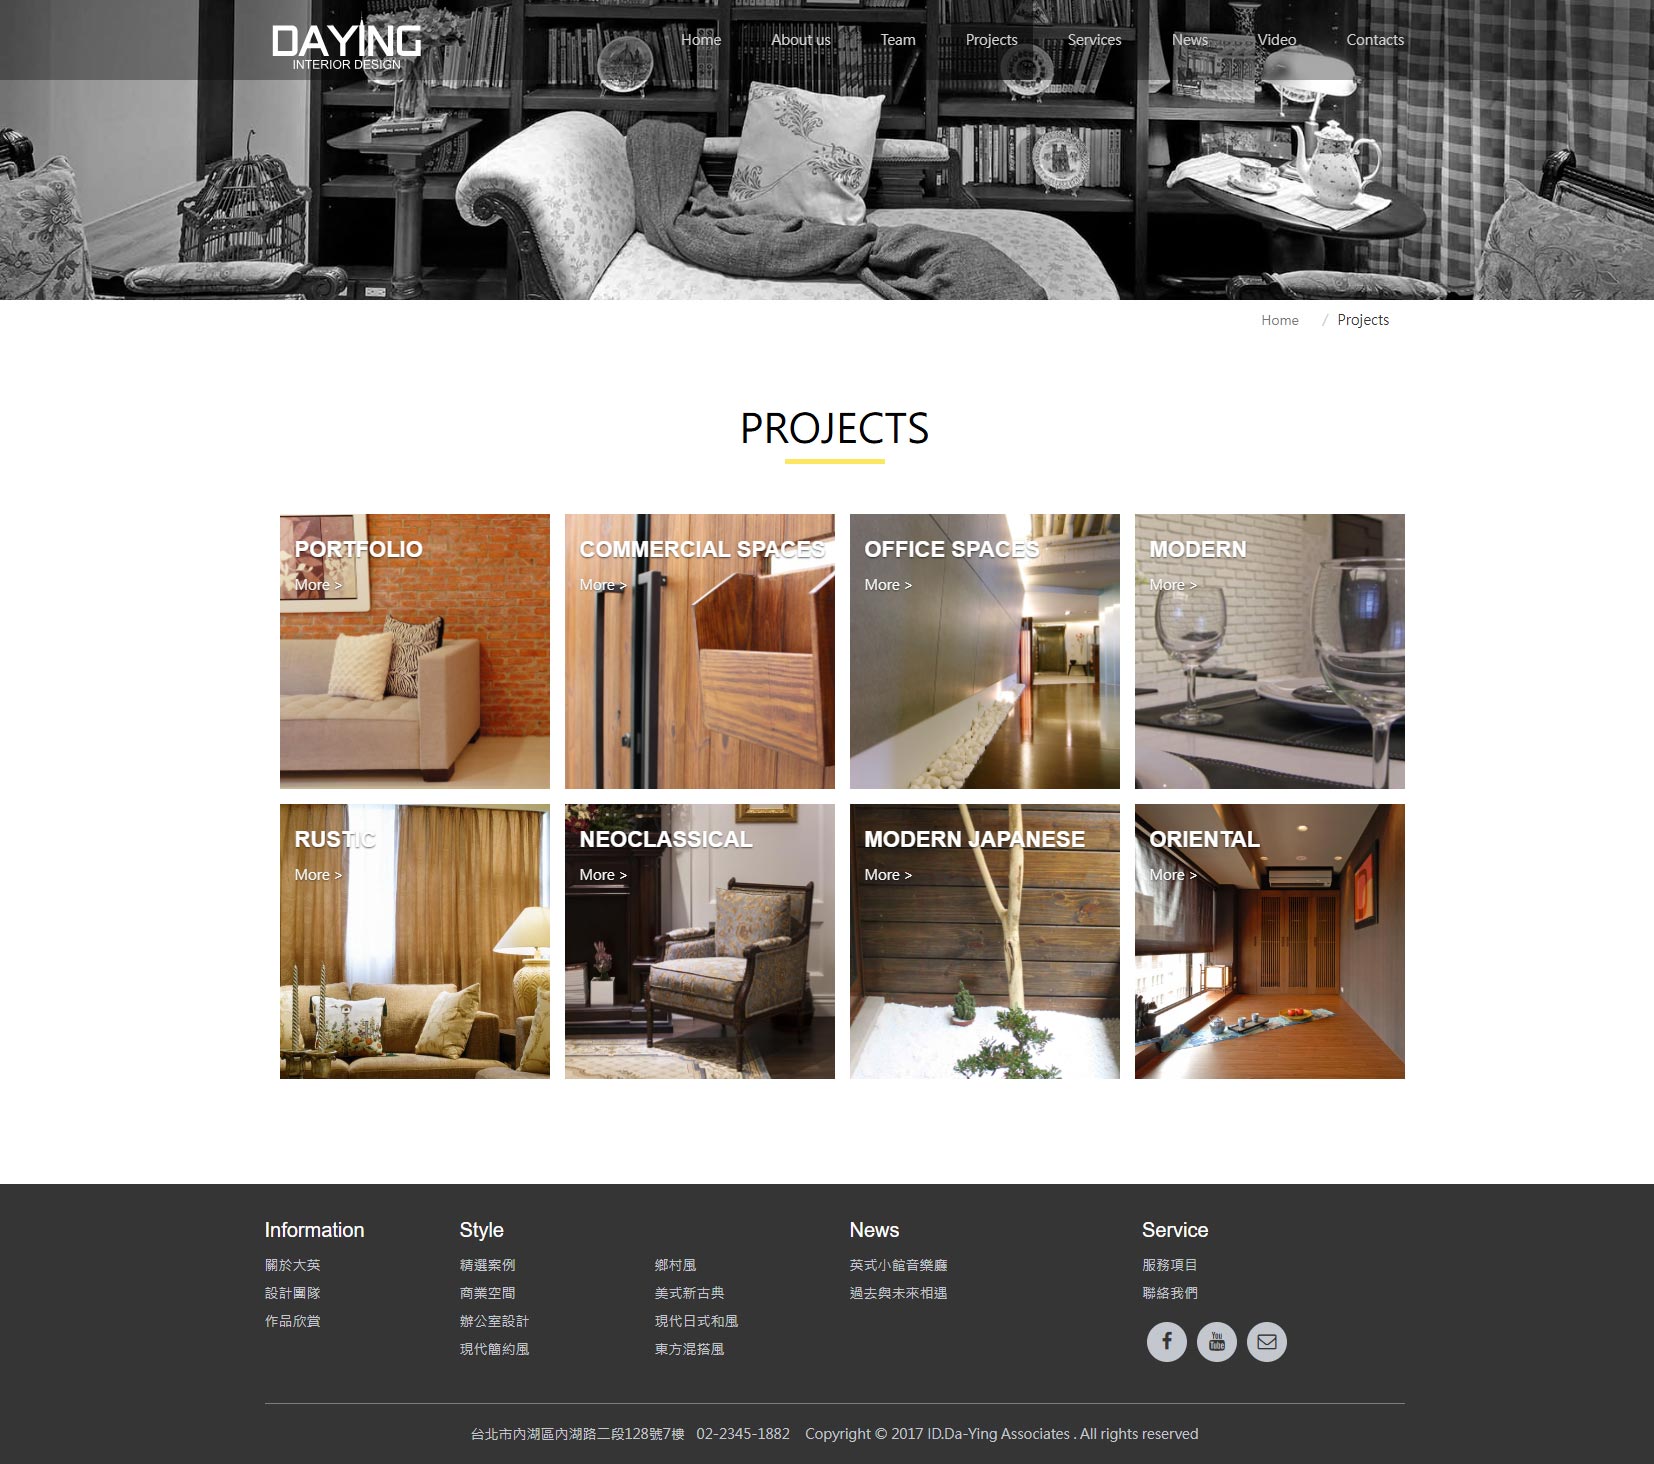 DAYING
INTERIOR DESIGN
Home About us Team Projects Services News Video Contacts
Home / Projects
PROJECTS
PORTFOLIO
More >
COMMERCIAL SPACES
More >
OFFICE SPACES
More >
MODERN
More >
RUSTIC
More >
NEOCLASSICAL
More >
MODERN JAPANESE
More >
ORIENTAL
More >
Information
關於大英
設計團隊
作品欣賞
Style
精選案例
商業空間
辦公室設計
現代簡約風
鄉村風
美式新古典
現代日式和風
東方混搭風
News
英式小館音樂廳
過去與未來相遇
Service
服務項目
聯絡我們
You Tube
台北市內湖區內湖路二段128號7樓 02-2345-1882 Copyright © 2017 ID.Da-Ying Associates . All rights reserved